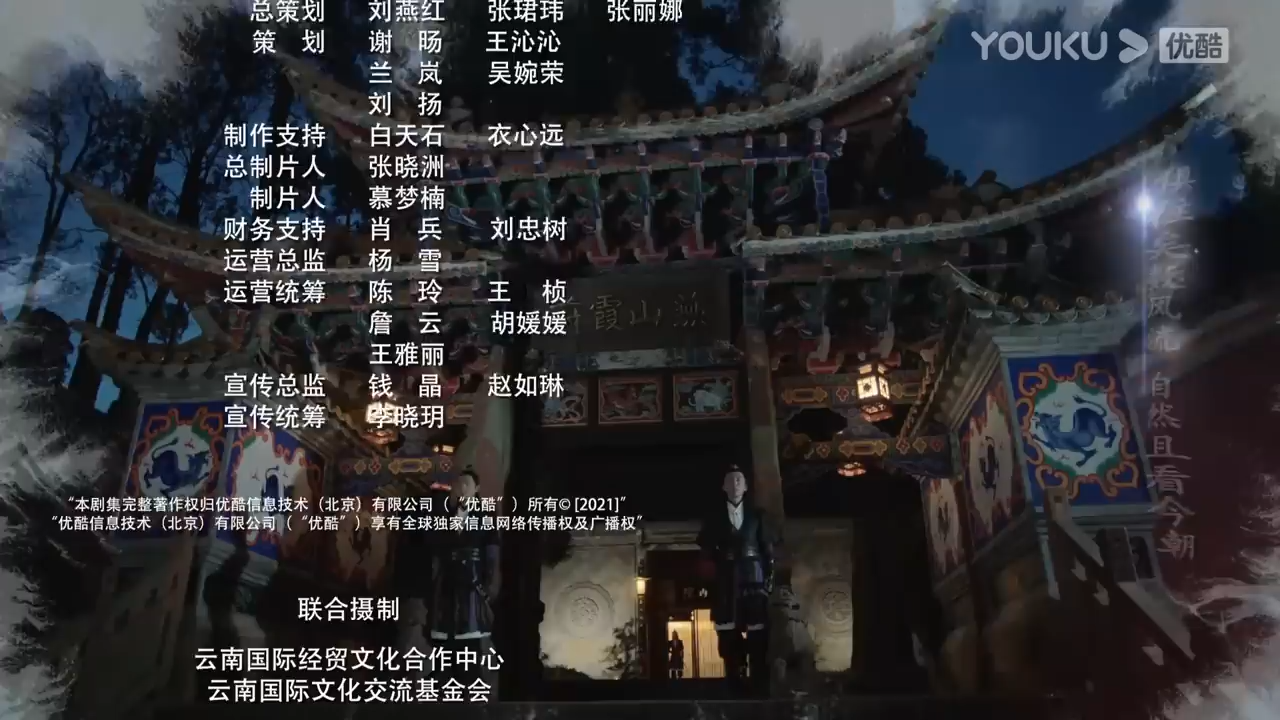 总策划 刘燕红 张珺玮 张丽娜
策 划 谢 旸 王沁沁
兰 岚 吴婉荣
刘 扬
制作支持 白天石 衣心远
总制片人 张晓洲
制片人 慕梦楠
财务支持 肖 兵 刘忠树
运营总监 杨 雪
运营统筹 陈 玲 王 桢
詹 云 胡媛媛
王雅丽
宣传总监 钱 晶 赵如琳
宣传统筹 李晓玥
“本剧集完整著作权归优酷信息技术（北京）有限公司（“优酷”）所有© [2021]”
“优酷信息技术（北京）有限公司（“优酷”）享有全球独家信息网络传播权及广播权”
联合摄制
云南国际经贸文化合作中心
云南国际文化交流基金会
YOUKU 优酷
自然且看今朝
山霞